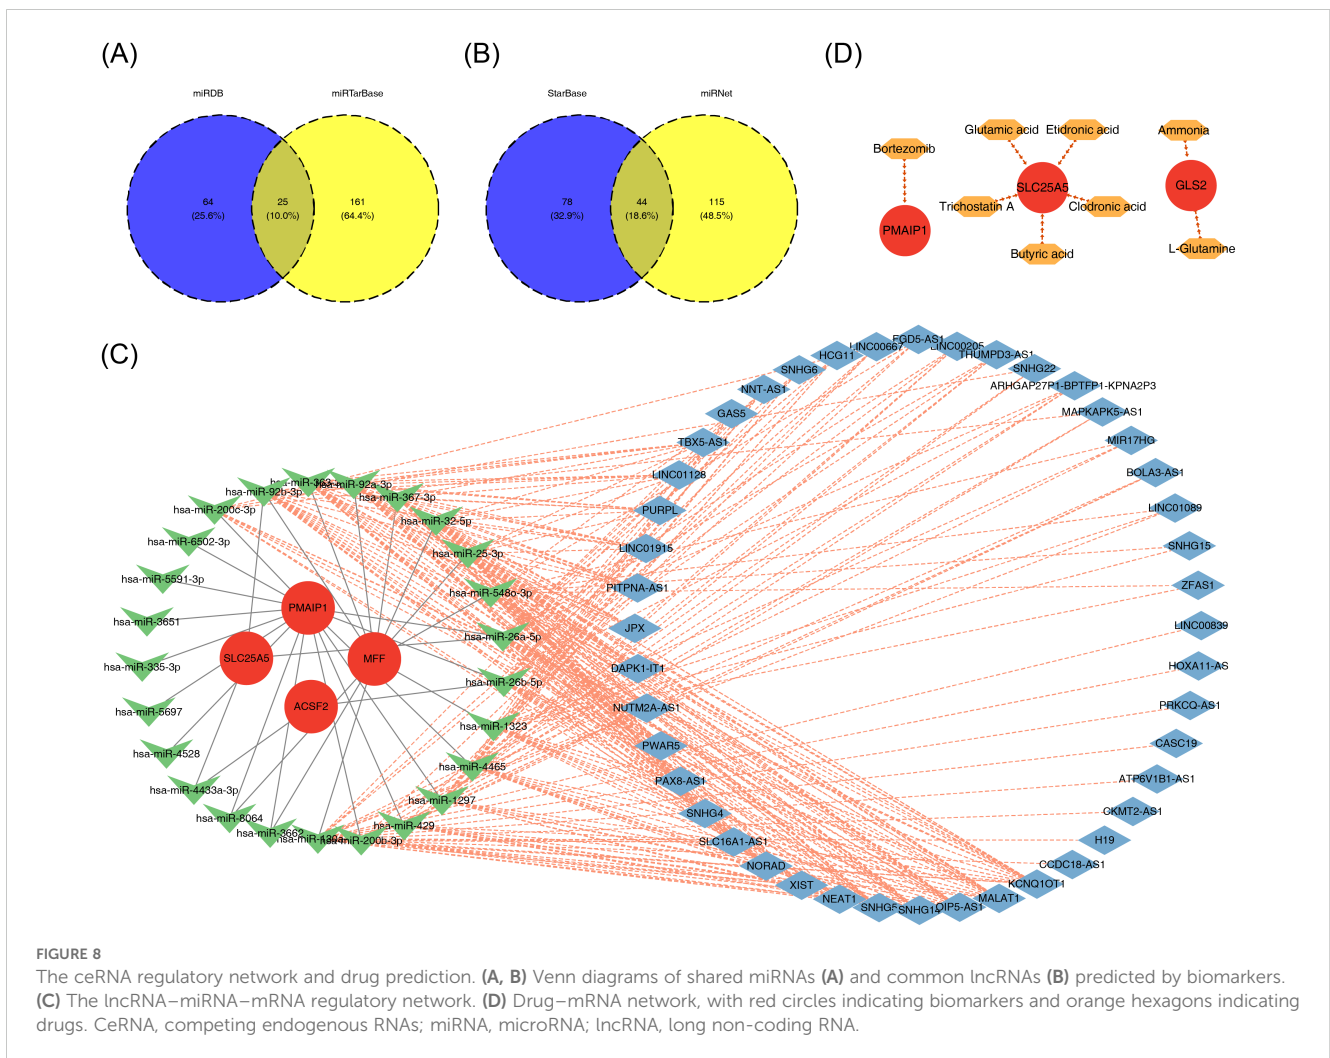 (A)
(B)
(D)
miRDB
miRTarBase
64
(25.6%)
25
(10.0%)
161
(64.4%)
StarBase
miRNet
78
(32.9%)
44
(18.6%)
115
(48.5%)
Bortezomib
PMAIP1
Glutamic acid
Etidronic acid
SLC25A5
Trichostatin A
Clodronic acid
Butyric acid
Ammonia
GLS2
L-Glutamine
(C)
hsa-miR-92b-3p
hsa-miR-92a-3p
hsa-miR-367-3p
hsa-miR-200c-3p
hsa-miR-32-5p
hsa-miR-6502-3p
hsa-miR-25-3p
hsa-miR-5591-3p
hsa-miR-548o-3p
hsa-miR-3651
hsa-miR-26a-5p
hsa-miR-335-3p
hsa-miR-26b-5p
hsa-miR-5697
hsa-miR-1323
hsa-miR-4528
hsa-miR-4465
hsa-miR-4433a-3p
hsa-miR-1297
hsa-miR-8064
hsa-miR-429
hsa-miR-3662
hsa-miR-200b-3p
PMAIP1
SLC25A5
MFF
ACSF2
LINC00667
FGD5-AS1
LINC00205
THUMPD3-AS1
HCG11
SNHG6
SNHG22
NNT-AS1
ARHGAP27P1-BPTFP1-KPNA2P3
GAS5
MAPKAPK5-AS1
TBX5-AS1
MIR17HG
LINC01128
BOLA3-AS1
PURPL
LINC01089
LINC01915
SNHG15
PITPNA-AS1
ZFAS1
JPX
LINC00839
DAPK1-IT1
HOXA11-AS
NUTM2A-AS1
PRKCQ-AS1
PWAR5
CASC19
PAX8-AS1
ATP6V1B1-AS1
SNHG4
CKMT2-AS1
SLC16A1-AS1
H19
NORAD
CCDC18-AS1
XIST
KCNQ1OT1
NEAT1
MALAT1
SNHG5
SNHG14
OIP5-AS1
FIGURE 8
The ceRNA regulatory network and drug prediction. (A, B) Venn diagrams of shared miRNAs (A) and common lncRNAs (B) predicted by biomarkers.
(C) The lncRNA–miRNA–mRNA regulatory network. (D) Drug–mRNA network, with red circles indicating biomarkers and orange hexagons indicating
drugs. CeRNA, competing endogenous RNAs; miRNA, microRNA; lncRNA, long non-coding RNA.